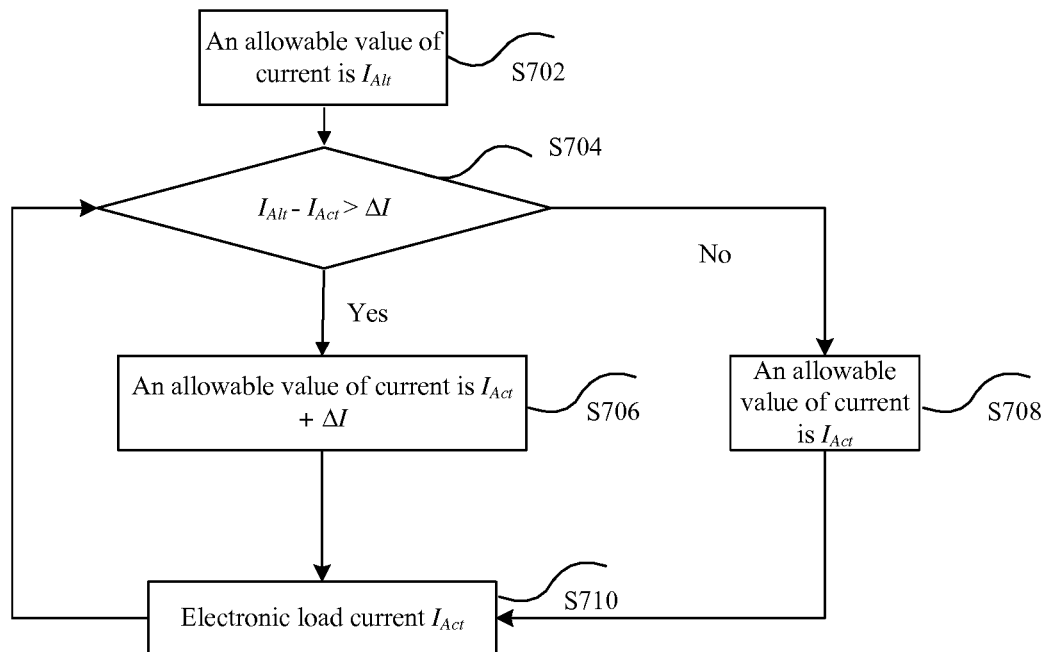 An allowable value of
current is I_Alt
S702
S704
I_Alt - I_Act > ΔI
No
Yes
An allowable value of current is I_Act
+ ΔI
S706
An allowable
value of current
is I_Act
S708
Electronic load current I_Act
S710